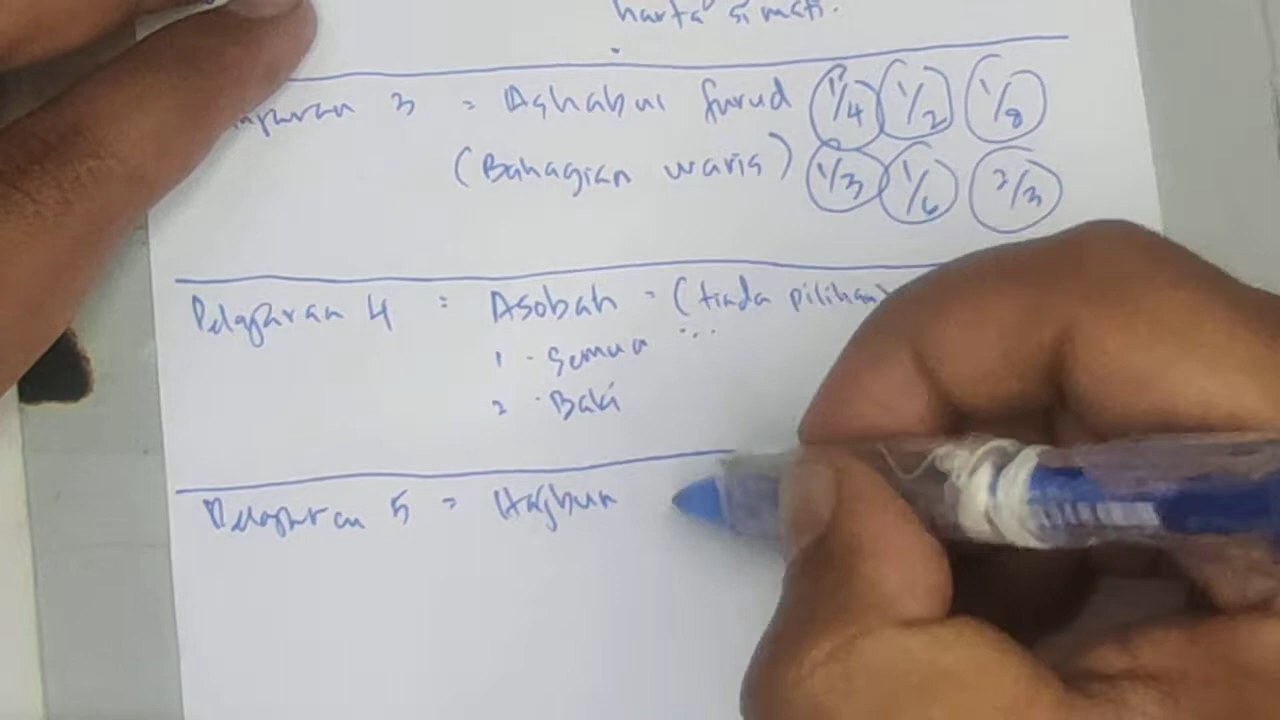 harta simati.
3 = Ashabul furud 1/4 1/2 1/8
(Bahagian waris) 1/3 1/6 2/3
Pelajaran 4 = Asobah - (tiada pilihan)
1. Semua
2. Baki
Pelajaran 5 = Hajbun